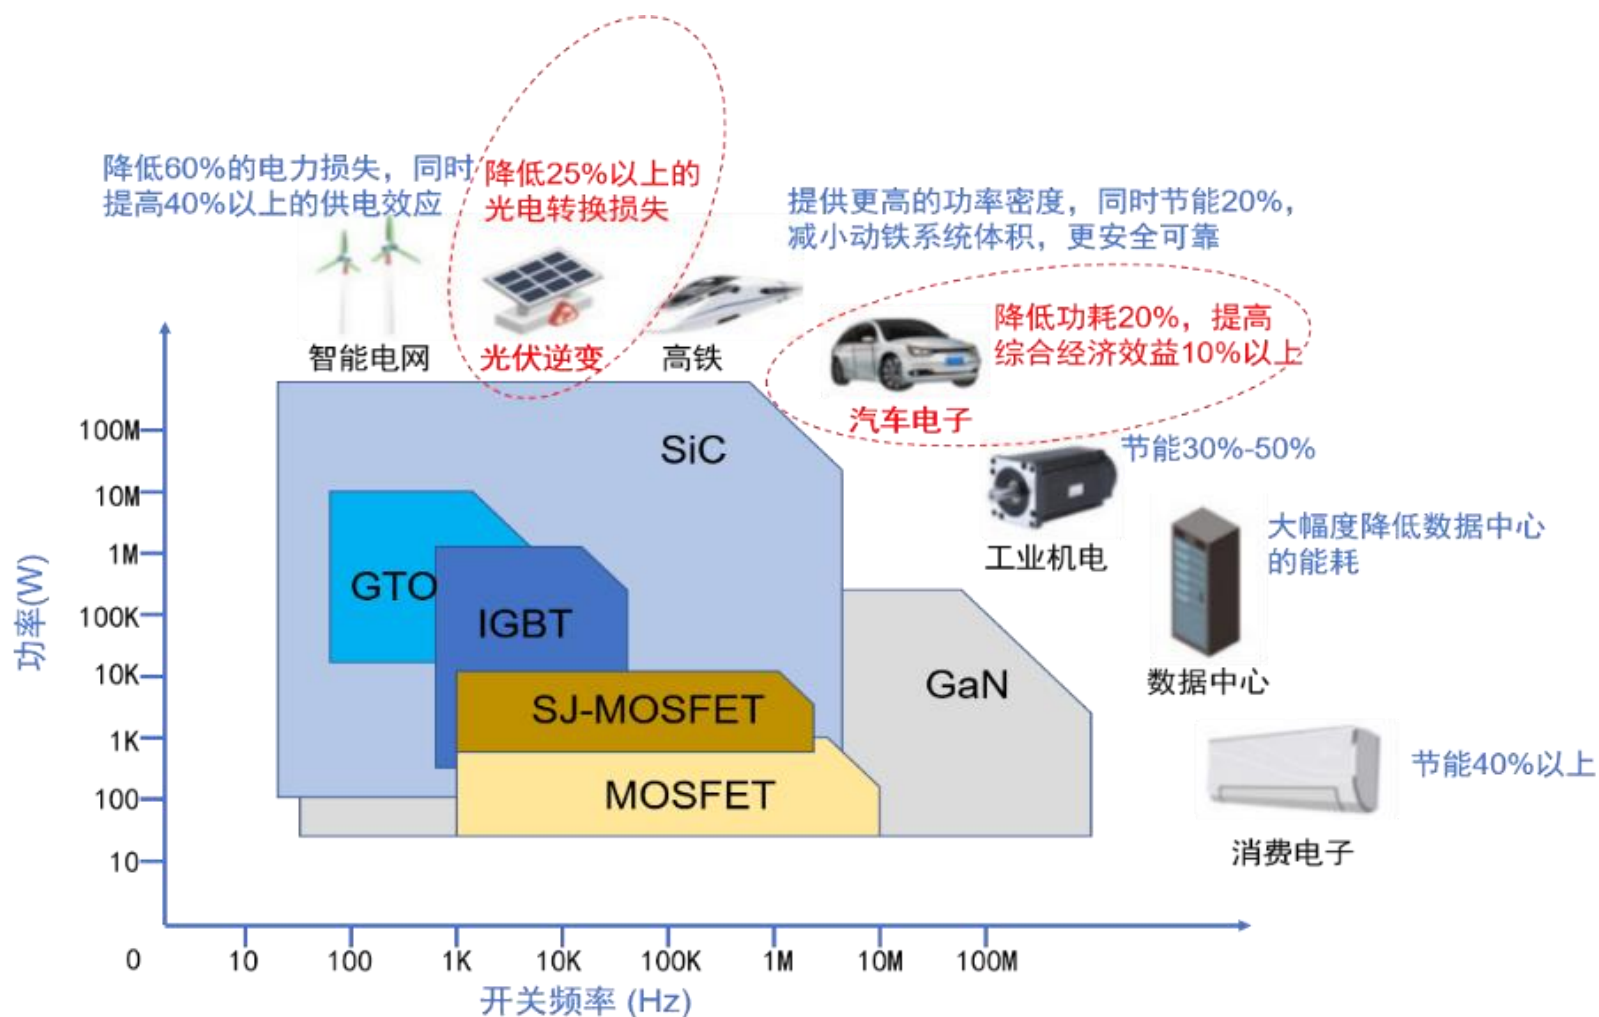 降低60%的电力损失，同时
提高40%以上的供电效应
降低25%以上的
光电转换损失
提供更高的功率密度，同时节能20%，
减小动铁系统体积，更安全可靠
降低功耗20%，提高
综合经济效益10%以上
智能电网
光伏逆变
高铁
汽车电子
节能30%-50%
工业机电
大幅度降低数据中心
的能耗
数据中心
节能40%以上
消费电子
功率(W)
100M
10M
1M
100K
10K
1K
100
10
SiC
GTO
IGBT
SJ-MOSFET
MOSFET
GaN
0
10
100
1K
10K
100K
1M
10M
100M
开关频率 (Hz)